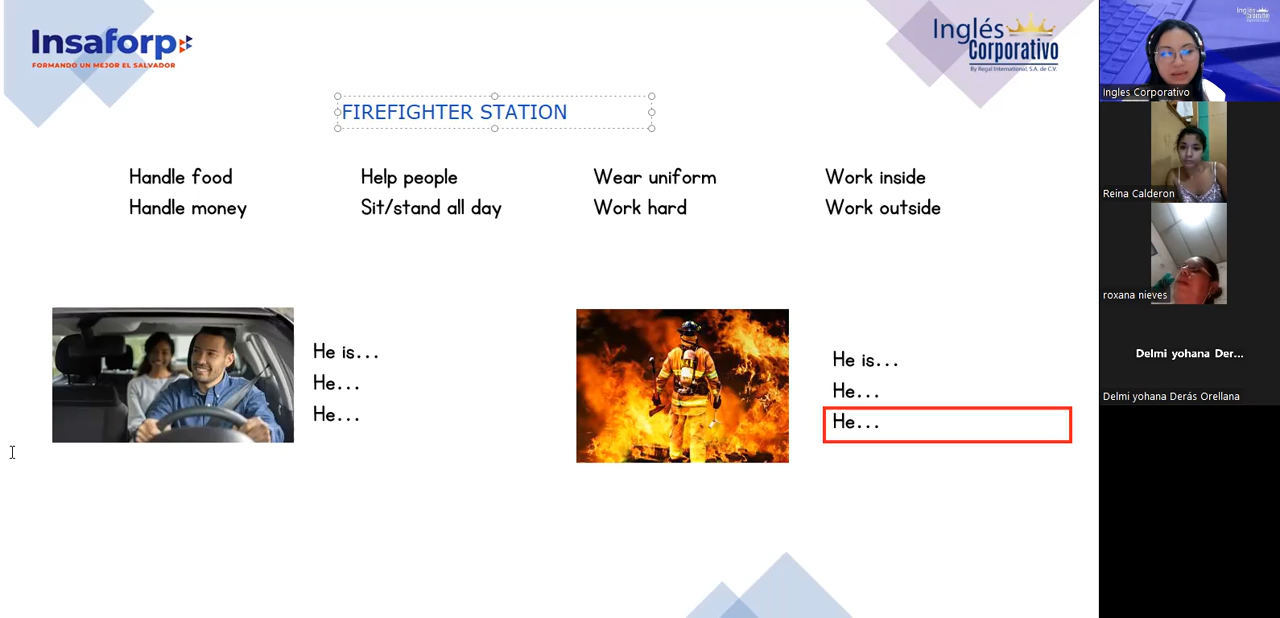 Insaforp
FORMANDO UN MEJOR EL SALVADOR
Inglés
Corporativo
By Regal International, S.A. de C.V.
FIREFIGHTER STATION
Handle food
Handle money
Help people
Sit/stand all day
Wear uniform
Work hard
Work inside
Work outside
He is...
He...
He...
He is...
He...
He...
Ingles Corporativo
Reina Calderon
roxana nieves
Delmi yohana Der...
Delmi yohana Derás Orellana